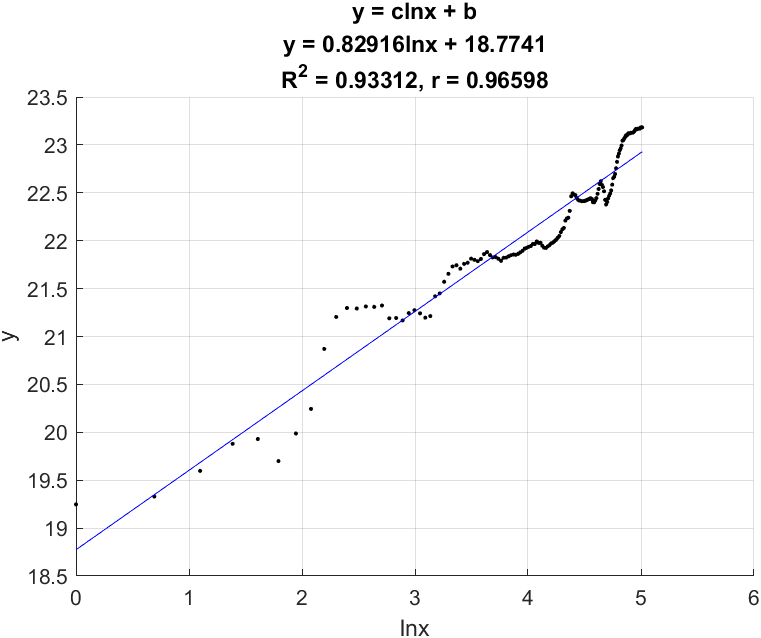 y = clnx + b
y = 0.82916lnx + 18.7741
R² = 0.93312, r = 0.96598
23.5
23
22.5
22
21.5
21
20.5
20
19.5
19
18.5
y
0 1 2 3 4 5 6
lnx